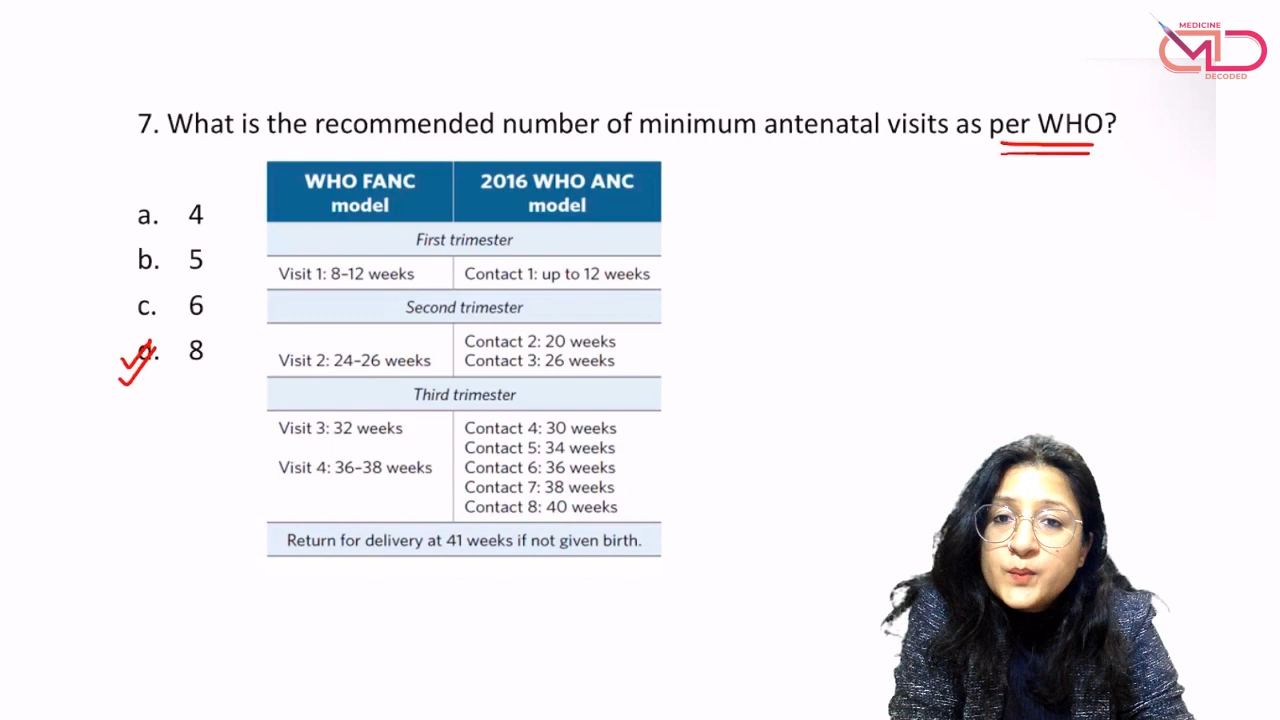 MEDICINE
DECODED
7. What is the recommended number of minimum antenatal visits as per WHO?
a. 4
b. 5
c. 6
d. 8
WHO FANC model
2016 WHO ANC model
First trimester
Visit 1: 8–12 weeks
Contact 1: up to 12 weeks
Second trimester
Contact 2: 20 weeks
Visit 2: 24–26 weeks
Contact 3: 26 weeks
Third trimester
Visit 3: 32 weeks
Contact 4: 30 weeks
Contact 5: 34 weeks
Visit 4: 36–38 weeks
Contact 6: 36 weeks
Contact 7: 38 weeks
Contact 8: 40 weeks
Return for delivery at 41 weeks if not given birth.